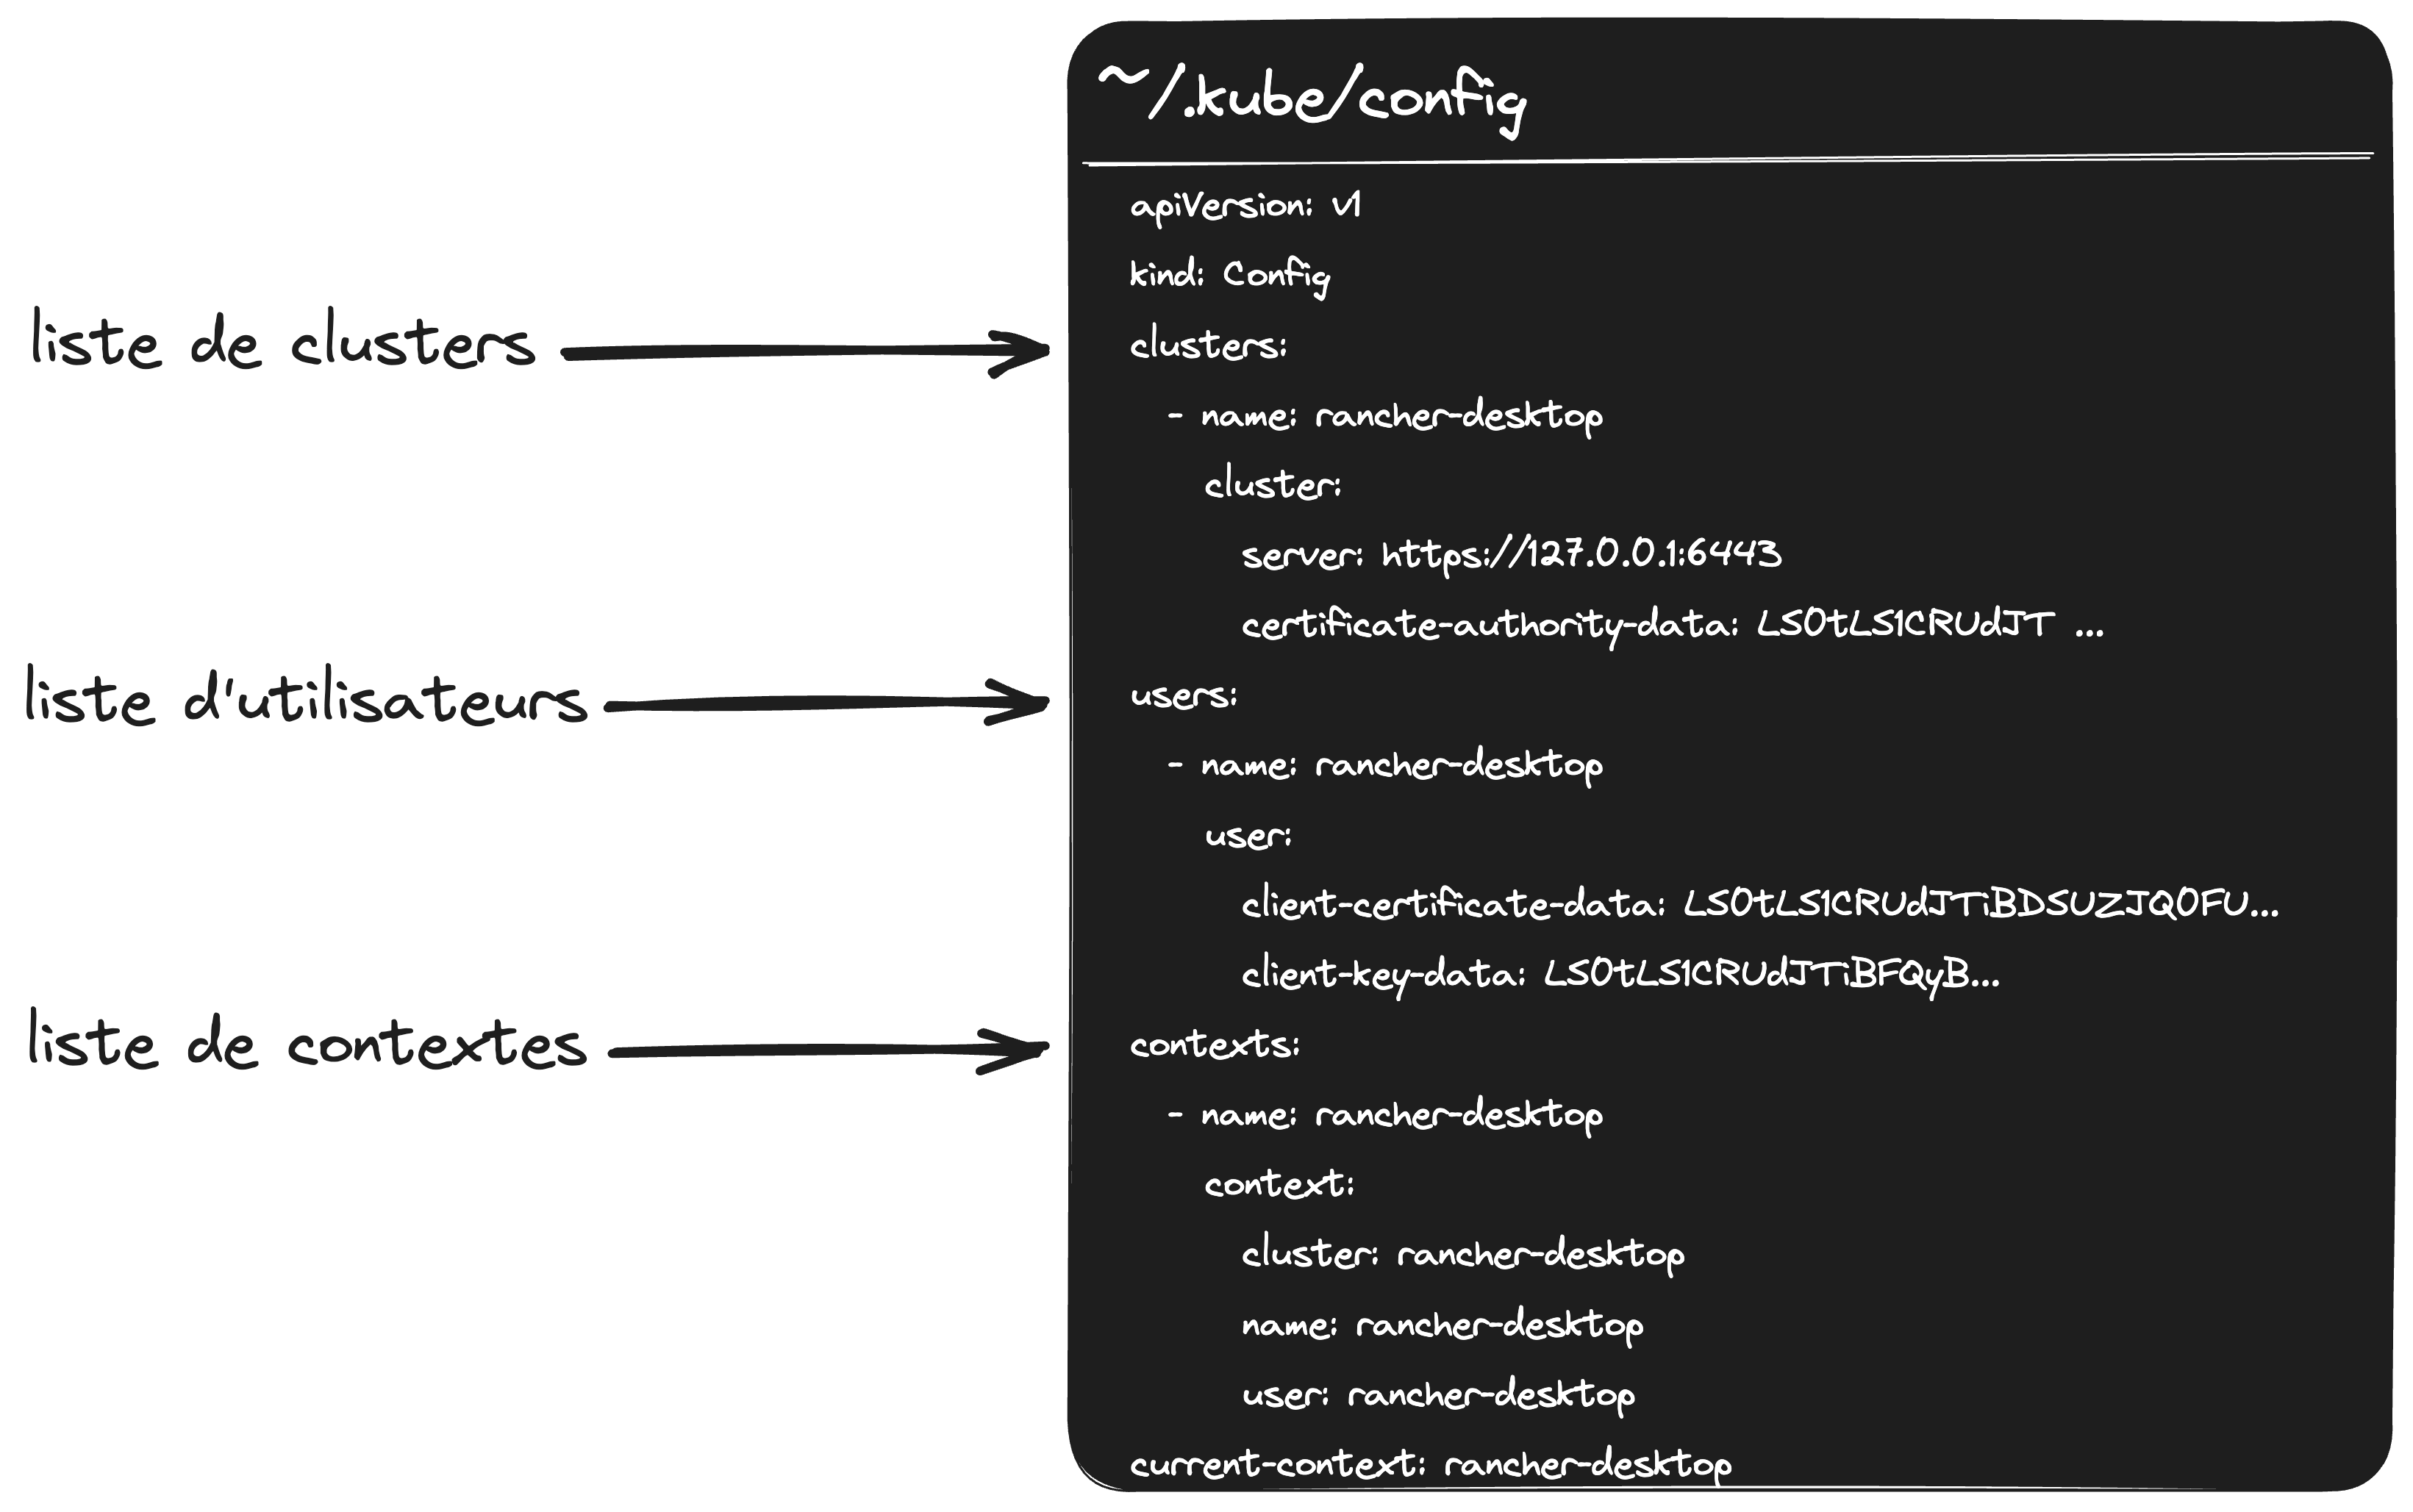 ~/.kube/config
apiVersion: v1
kind: Config
liste de clusters
clusters:
- name: rancher-desktop
cluster:
server: https://127.0.0.1:6443
certificate-authority-data: LS0tLS1CRUdJT ...
liste d'utilisateurs
users:
- name: rancher-desktop
user:
client-certificate-data: LS0tLS1CRUdJTiBDSUZJQ0FU...
client-key-data: LS0tLS1CRUdJTiBFQyB...
liste de contextes
contexts:
- name: rancher-desktop
context:
cluster: rancher-desktop
name: rancher-desktop
user: rancher-desktop
current-context: rancher-desktop